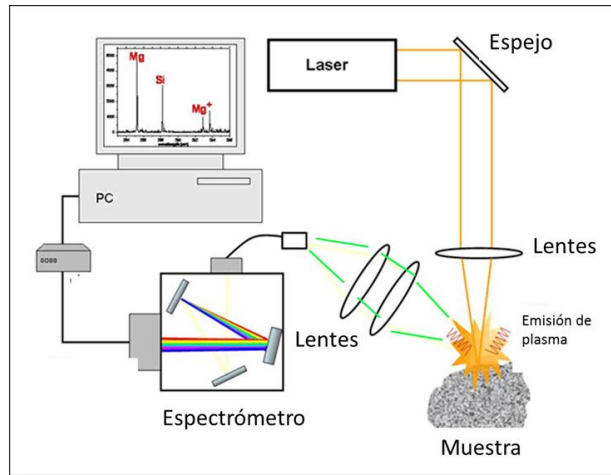 Espejo
Laser
Mg
Si
Mg+
PC
Lentes
Emisión de
plasma
Lentes
Espectrómetro
Muestra